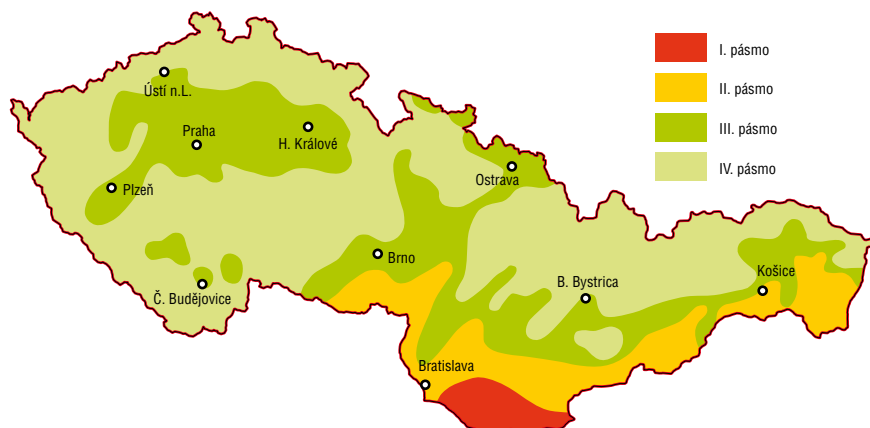 I. pásmo
II. pásmo
III. pásmo
IV. pásmo
Ústí n.L.
Praha
H. Králové
Plzeň
Ostrava
Brno
Č. Budějovice
B. Bystrica
Košice
Bratislava